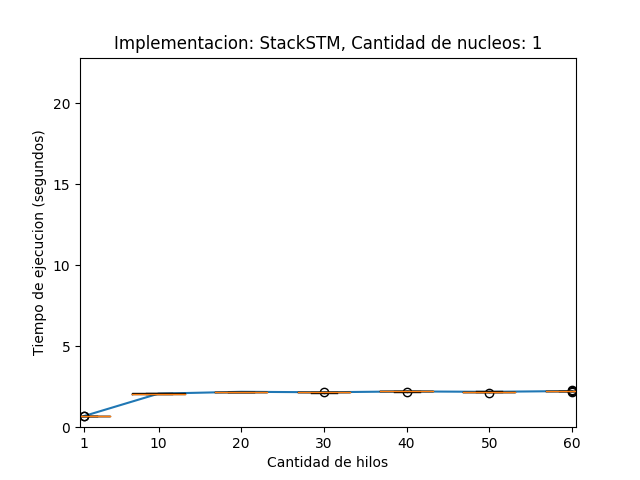 Implementacion: StackSTM, Cantidad de nucleos: 1
Tiempo de ejecucion (segundos)
20
15
10
5
0
1 10 20 30 40 50 60
Cantidad de hilos